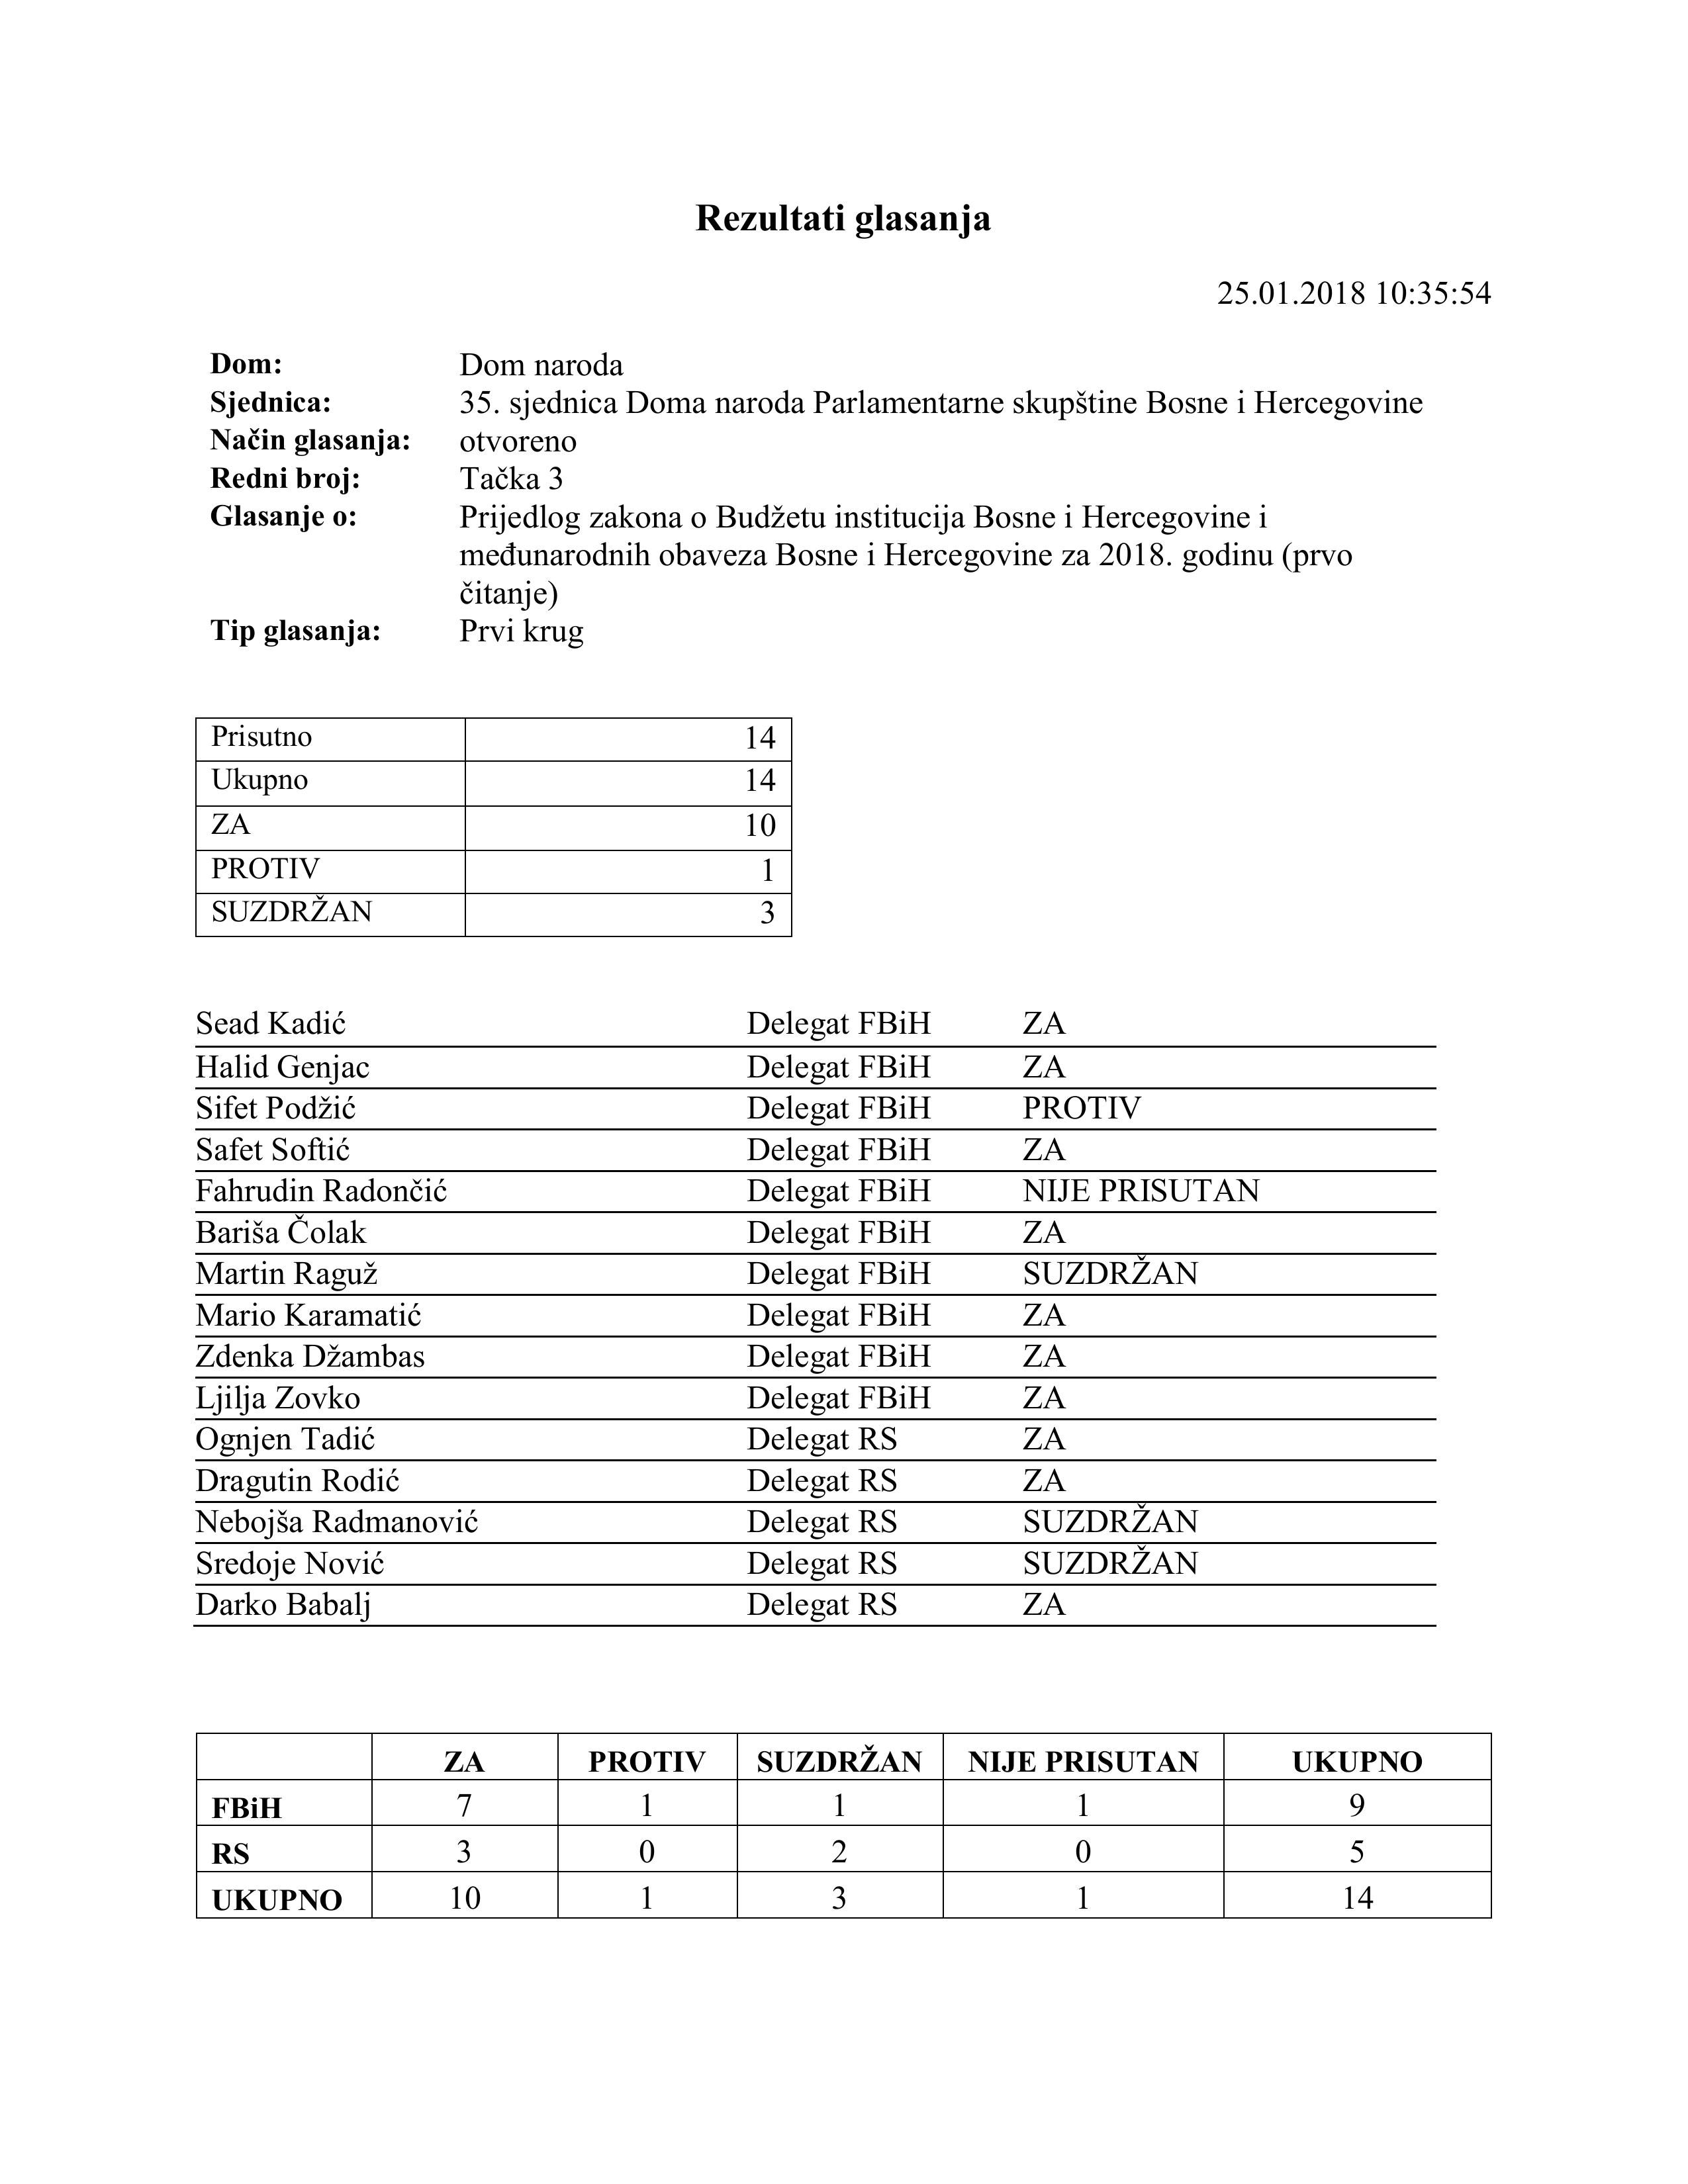 Rezultati glasanja
25.01.2018 10:35:54
Dom: Dom naroda
Sjednica: 35. sjednica Doma naroda Parlamentarne skupštine Bosne i Hercegovine
Način glasanja: otvoreno
Redni broj: Tačka 3
Glasanje o: Prijedlog zakona o Budžetu institucija Bosne i Hercegovine i
međunarodnih obaveza Bosne i Hercegovine za 2018. godinu (prvo
čitanje)
Tip glasanja: Prvi krug
Prisutno 14
Ukupno 14
ZA 10
PROTIV 1
SUZDRŽAN 3
Sead Kadić Delegat FBiH ZA
Halid Genjac Delegat FBiH ZA
Sifet Podžić Delegat FBiH PROTIV
Safet Softić Delegat FBiH ZA
Fahrudin Radončić Delegat FBiH NIJE PRISUTAN
Bariša Čolak Delegat FBiH ZA
Martin Raguž Delegat FBiH SUZDRŽAN
Mario Karamatić Delegat FBiH ZA
Zdenka Džambas Delegat FBiH ZA
Ljilja Zovko Delegat FBiH ZA
Ognjen Tadić Delegat RS ZA
Dragutin Rodić Delegat RS ZA
Nebojša Radmanović Delegat RS SUZDRŽAN
Sredoje Nović Delegat RS SUZDRŽAN
Darko Babalj Delegat RS ZA
ZA PROTIV SUZDRŽAN NIJE PRISUTAN UKUPNO
FBiH 7 1 1 1 9
RS 3 0 2 0 5
UKUPNO 10 1 3 1 14